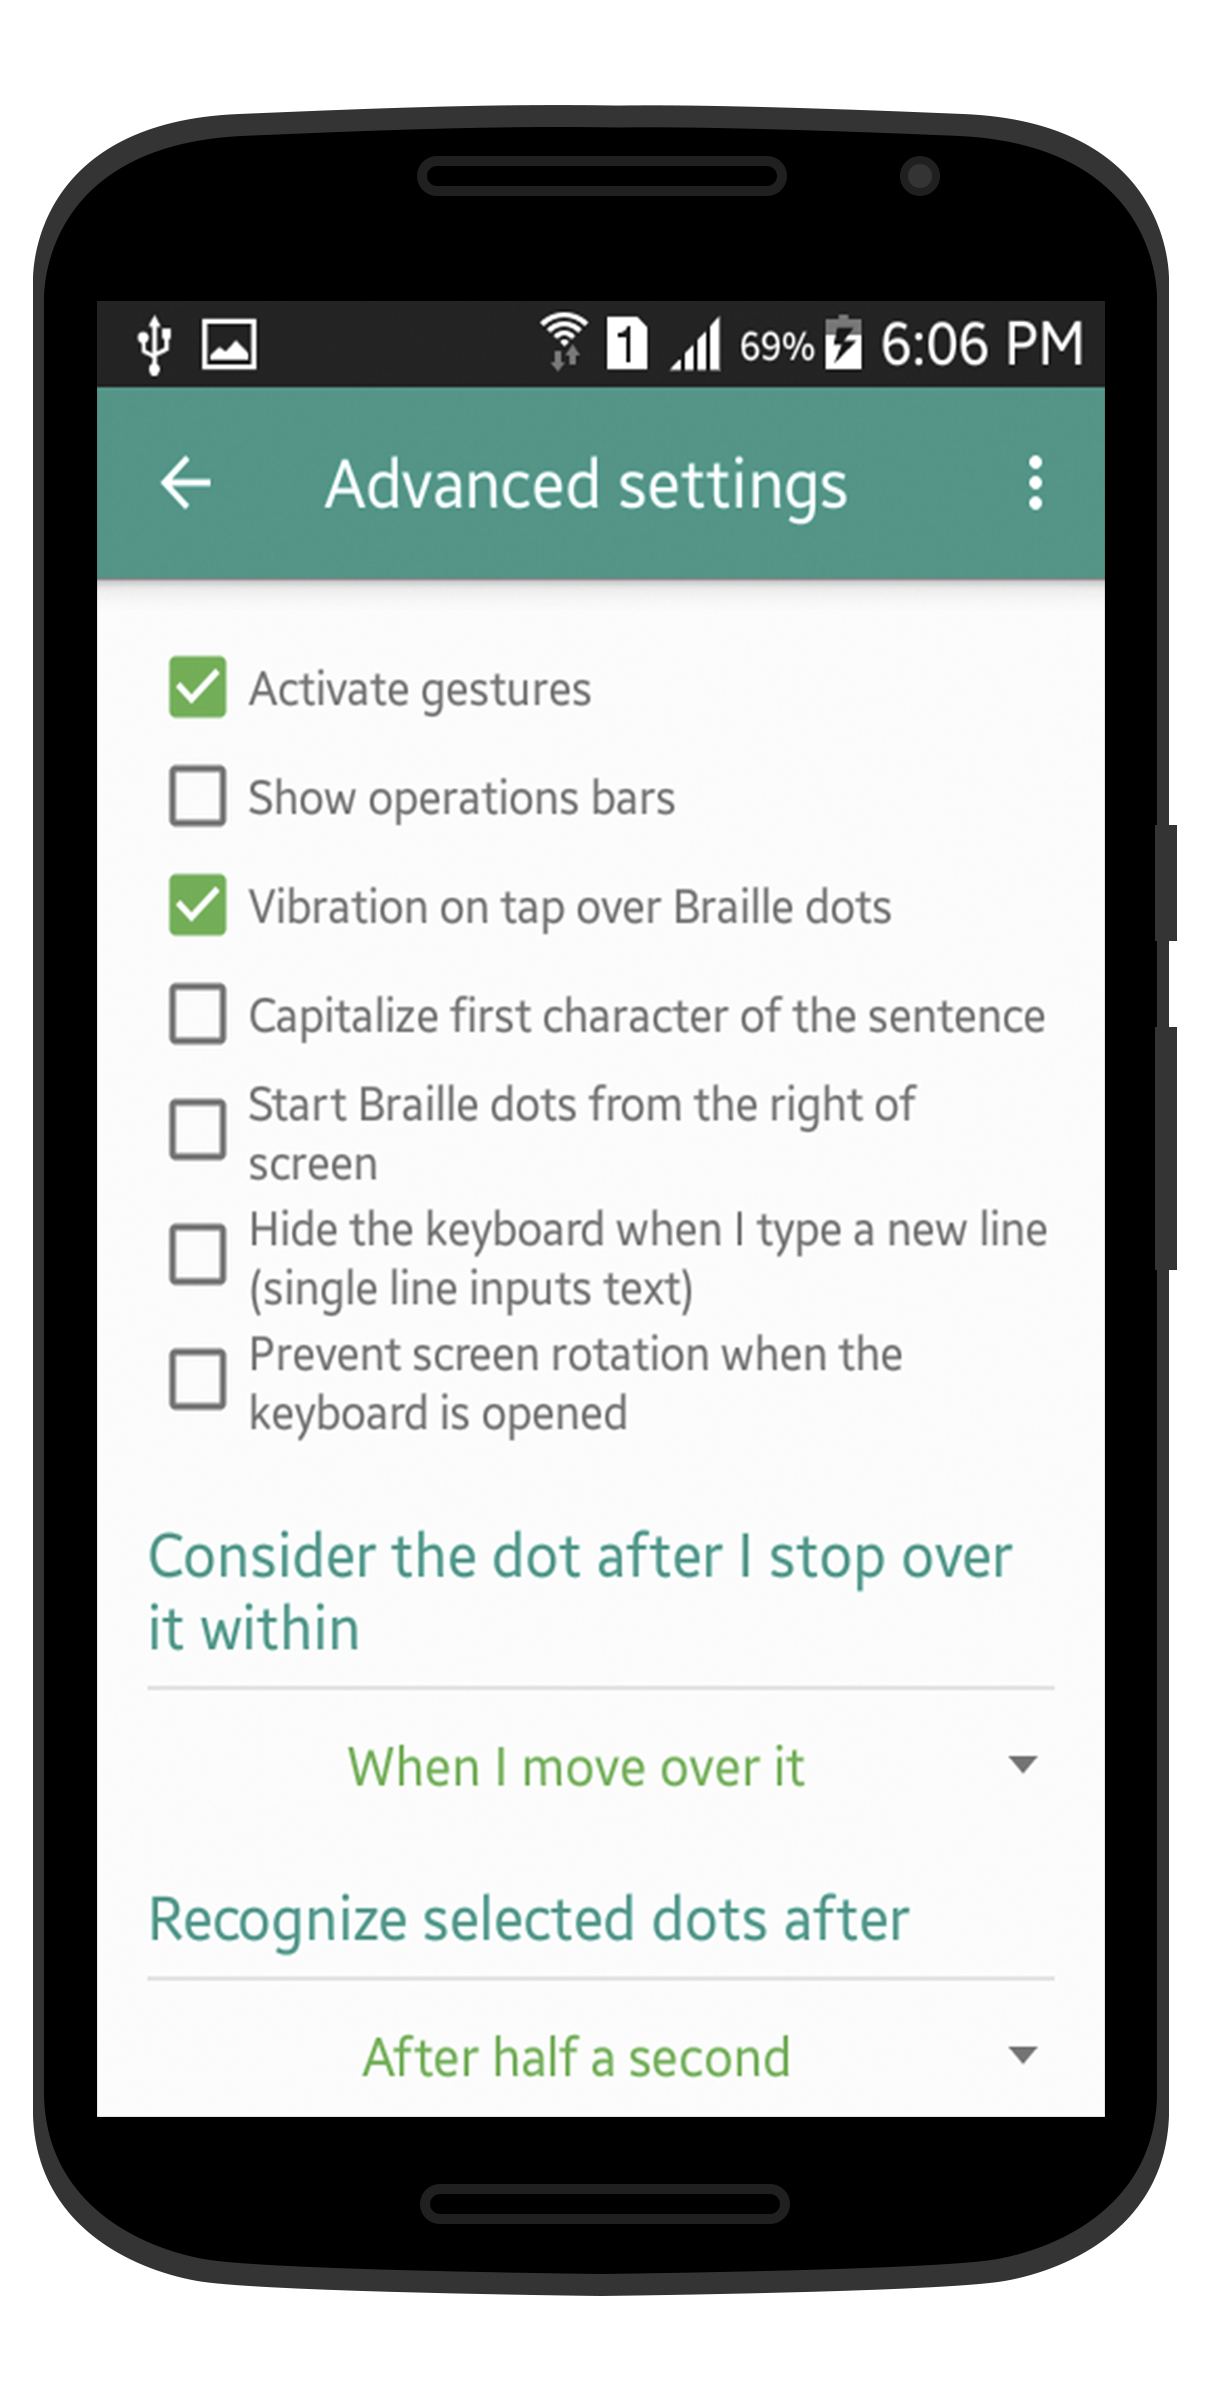 1 69% 6:06 PM
Advanced settings
Activate gestures
Show operations bars
Vibration on tap over Braille dots
Capitalize first character of the sentence
Start Braille dots from the right of
screen
Hide the keyboard when I type a new line
(single line inputs text)
Prevent screen rotation when the
keyboard is opened
Consider the dot after I stop over
it within
When I move over it
Recognize selected dots after
After half a second